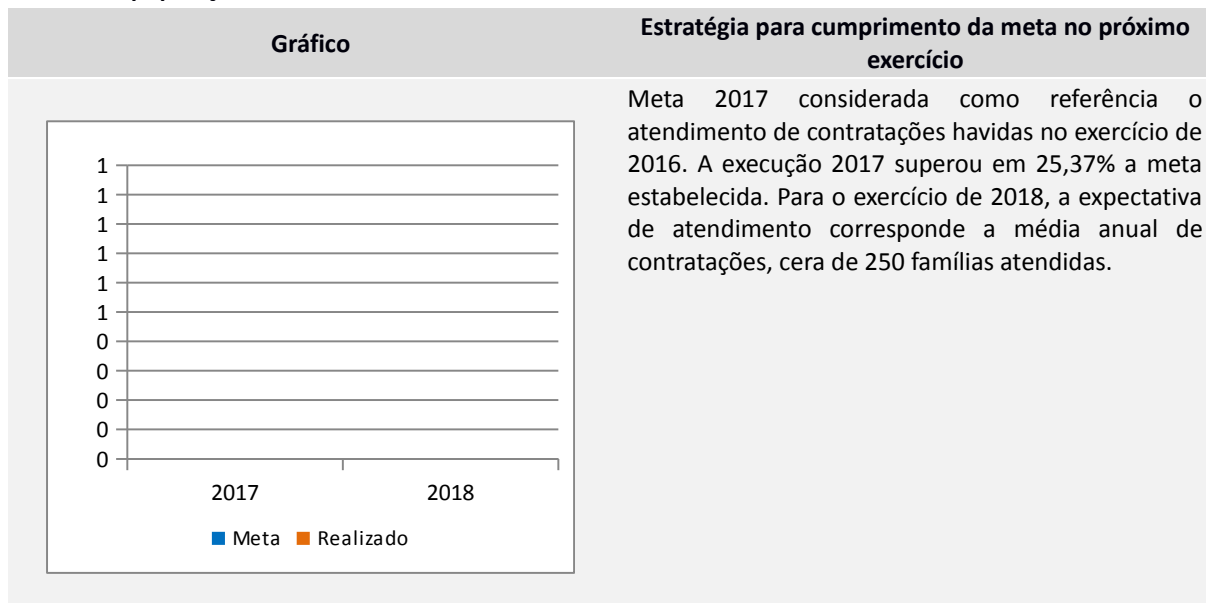 Gráfico
Estratégia para cumprimento da meta no próximo
exercício
1
1
1
1
1
1
0
0
0
0
0
2017 2018
Meta Realizado
Meta 2017 considerada como referência o
atendimento de contratações havidas no exercício de
2016. A execução 2017 superou em 25,37% a meta
estabelecida. Para o exercício de 2018, a expectativa
de atendimento corresponde a média anual de
contratações, cera de 250 famílias atendidas.